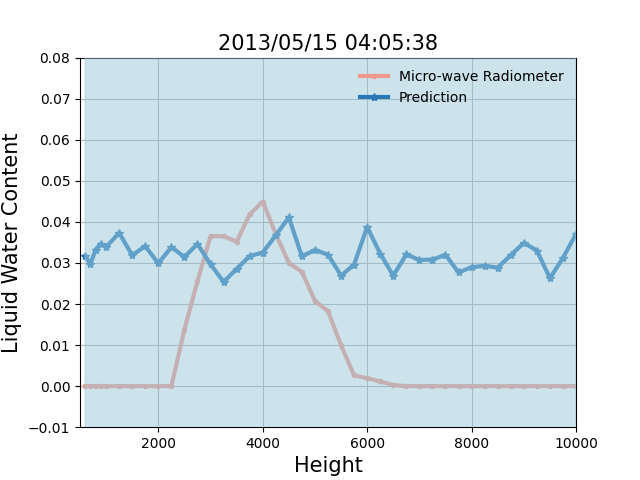 2013/05/15 04:05:38
Micro-wave Radiometer
Prediction
Liquid Water Content
0.08
0.07
0.06
0.05
0.04
0.03
0.02
0.01
0.00
−0.01
2000 4000 6000 8000 10000
Height